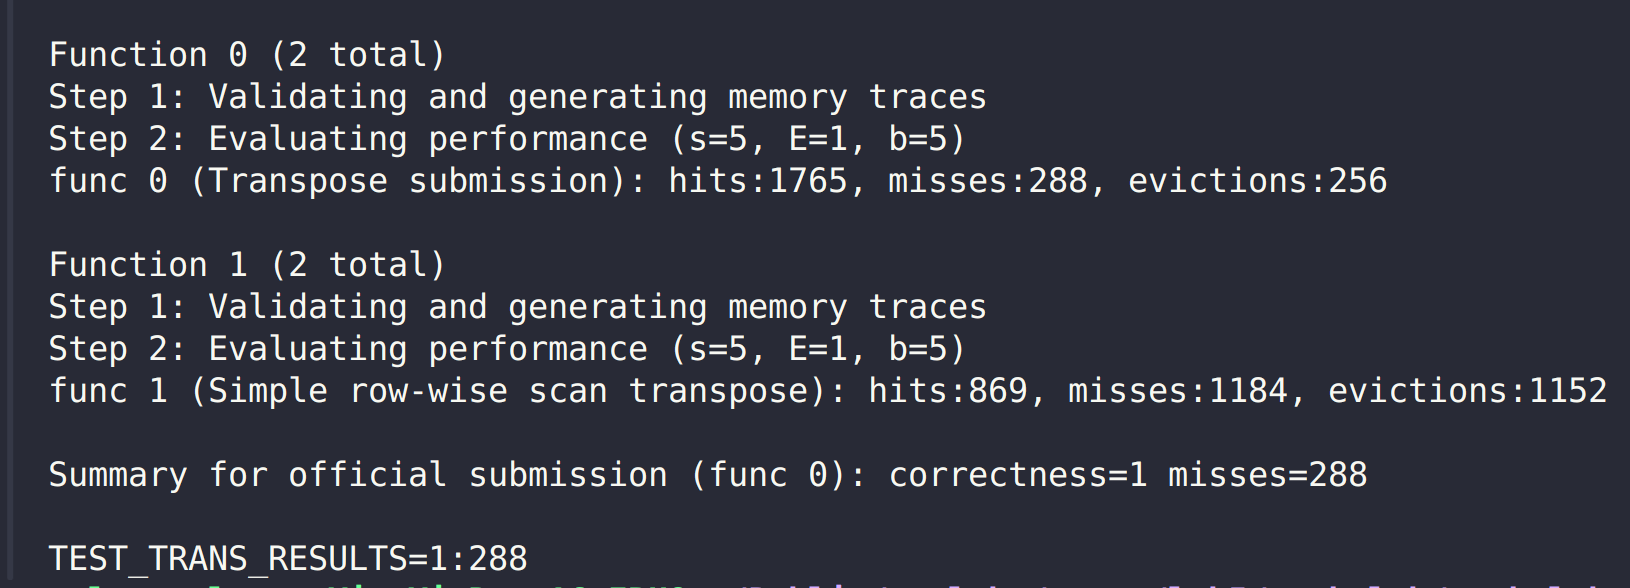 Function 0 (2 total)
Step 1: Validating and generating memory traces
Step 2: Evaluating performance (s=5, E=1, b=5)
func 0 (Transpose submission): hits:1765, misses:288, evictions:256
Function 1 (2 total)
Step 1: Validating and generating memory traces
Step 2: Evaluating performance (s=5, E=1, b=5)
func 1 (Simple row-wise scan transpose): hits:869, misses:1184, evictions:1152
Summary for official submission (func 0): correctness=1 misses=288
TEST_TRANS_RESULTS=1:288